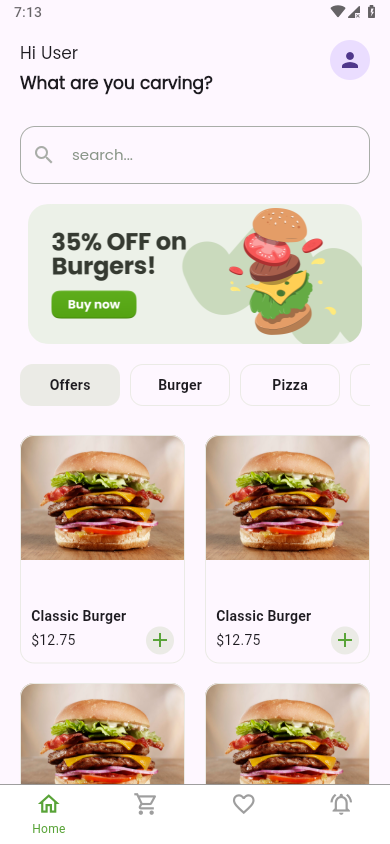 7:13
Hi User
What are you carving?
search...
35% OFF on
Burgers!
Buy now
Offers
Burger
Pizza
Classic Burger
$12.75
Classic Burger
$12.75
Home